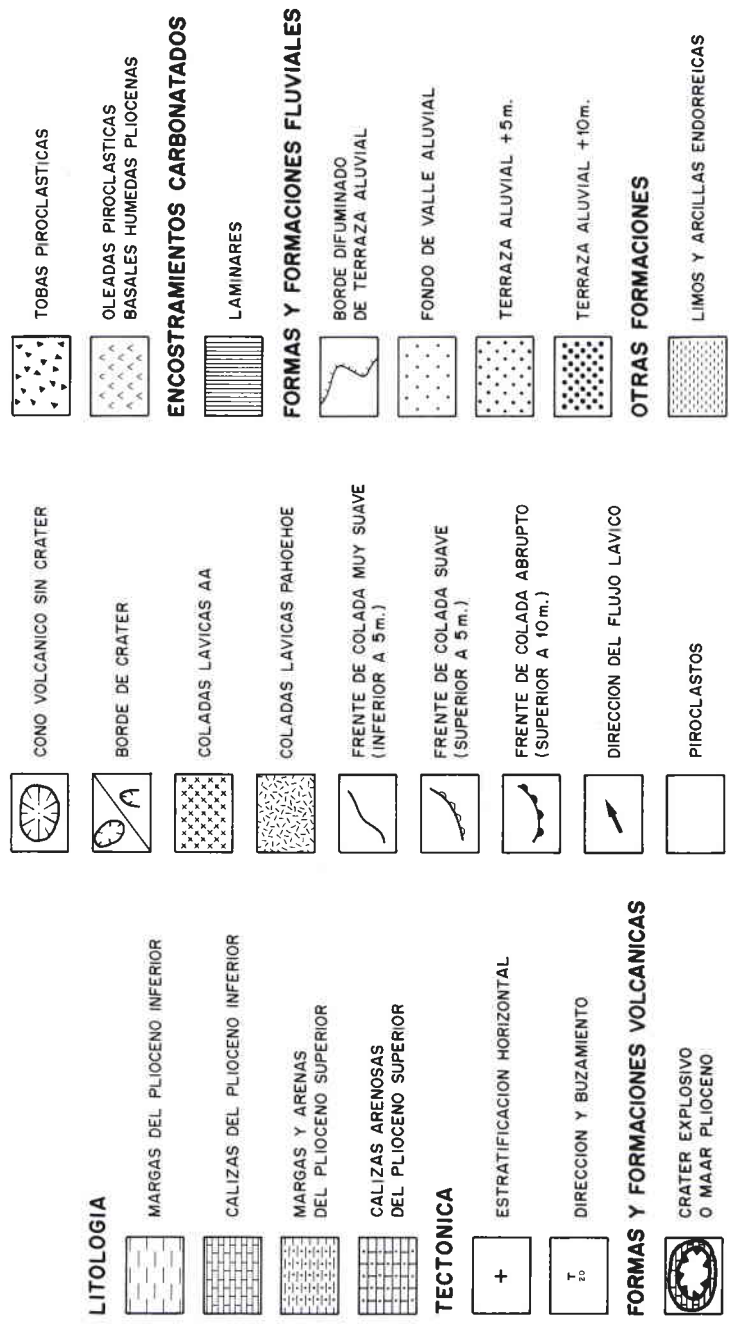 LITOLOGIA
MARGAS DEL PLIOCENO INFERIOR
CALIZAS DEL PLIOCENO INFERIOR
MARGAS Y ARENAS
DEL PLIOCENO SUPERIOR
CALIZAS ARENOSAS
DEL PLIOCENO SUPERIOR
TECTONICA
+
ESTRATIFICACION HORIZONTAL
T
20
DIRECCION Y BUZAMIENTO
FORMAS Y FORMACIONES VOLCANICAS
CRATER EXPLOSIVO
O MAAR PLIOCENO
CONO VOLCANICO SIN CRATER
BORDE DE CRATER
COLADAS LAVICAS AA
COLADAS LAVICAS PAHOEHOE
FRENTE DE COLADA MUY SUAVE
(INFERIOR A 5m.)
FRENTE DE COLADA SUAVE
(SUPERIOR A 5m.)
FRENTE DE COLADA ABRUPTO
(SUPERIOR A 10m.)
DIRECCION DEL FLUJO LAVICO
PIROCLASTOS
TOBAS PIROCLASTICAS
OLEADAS PIROCLASTICAS
BASALES HUMEDAS PLIOCENAS
ENCOSTRAMIENTOS CARBONATADOS
LAMINARES
FORMAS Y FORMACIONES FLUVIALES
BORDE DIFUMINADO
DE TERRAZA ALUVIAL
FONDO DE VALLE ALUVIAL
TERRAZA ALUVIAL +5m.
TERRAZA ALUVIAL +10m.
OTRAS FORMACIONES
LIMOS Y ARCILLAS ENDORREICAS